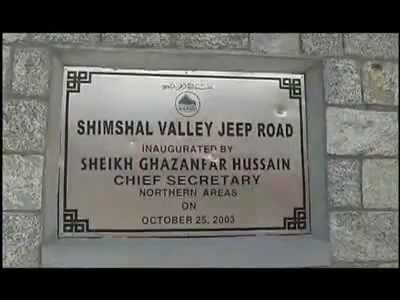 SHIMSHAL VALLEY JEEP ROAD
INAUGURATED BY
SHEIKH GHAZANFAR HUSSAIN
CHIEF SECRETARY
NORTHERN AREAS
ON
OCTOBER 25, 2003